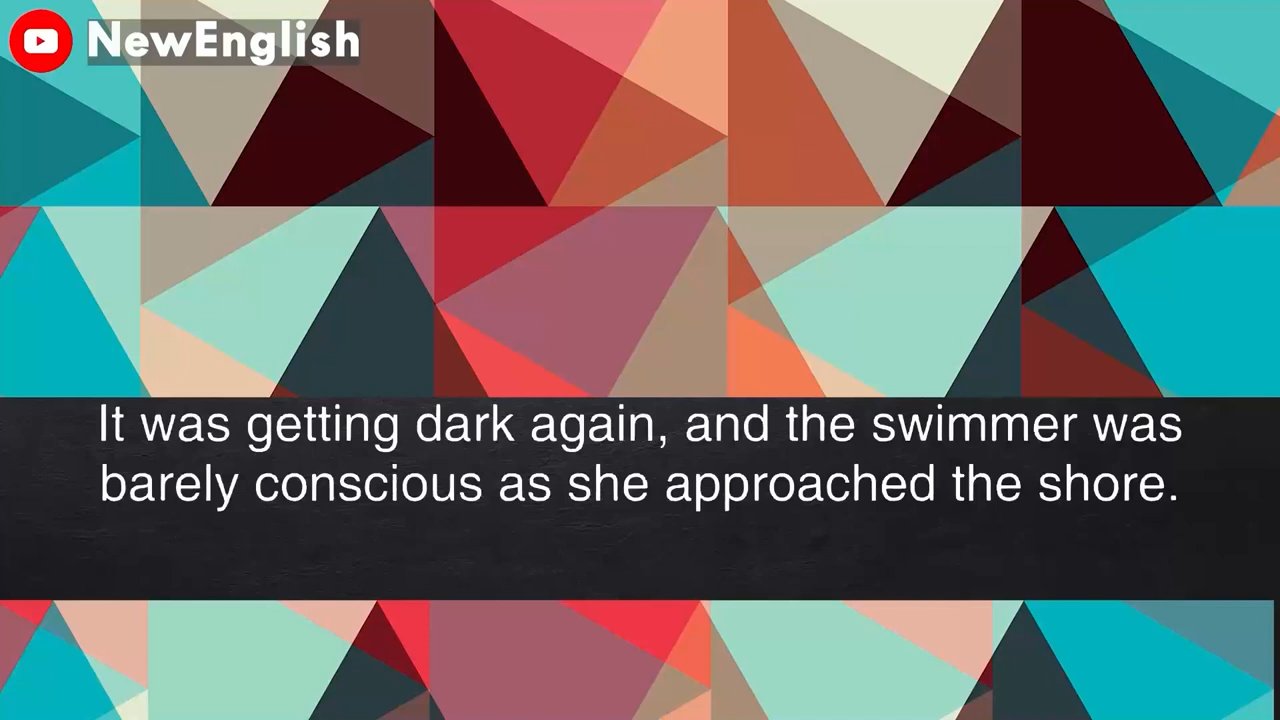 NewEnglish
It was getting dark again, and the swimmer was
barely conscious as she approached the shore.